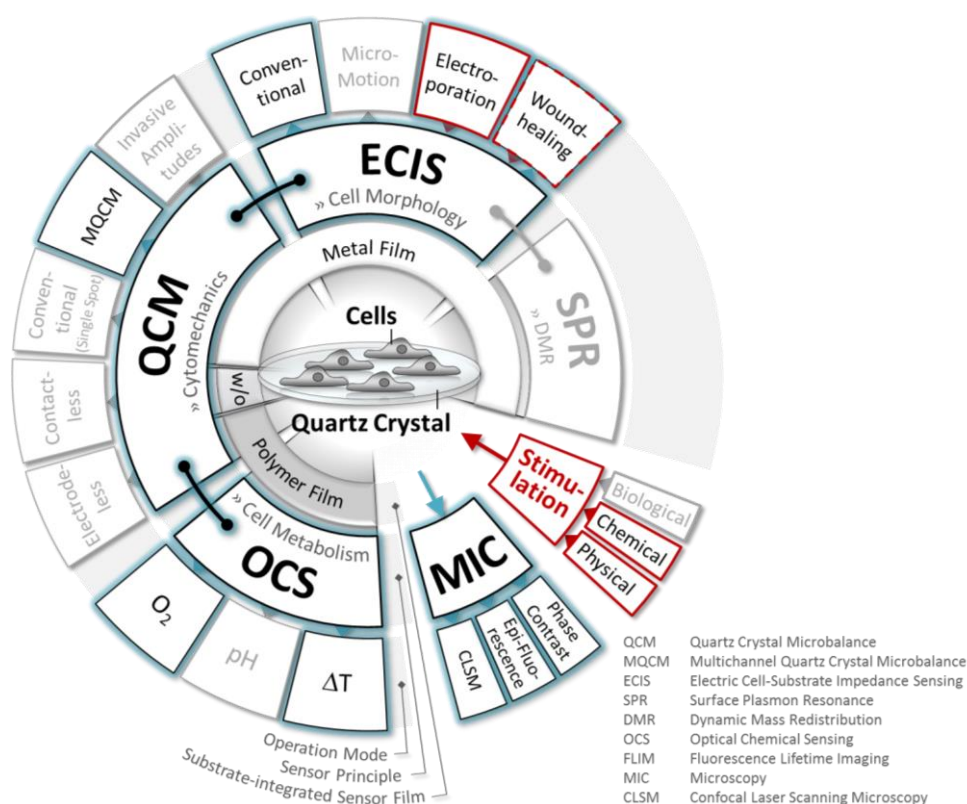 Conven-
tional
Micro-
Motion
Electro-
poration
Wound-
healing
Invasive
Ampli-
tudes
MQCM
Conven-
tional
(Single Spot)
Contact-
less
Electrode-
less
ECIS
» Cell Morphology
QCM
» Cytomechanics
SPR
» DMR
Metal Film
Cells
Quartz Crystal
w/o
Polymer Film
» Cell Metabolism
OCS
O2
pH
ΔT
Stimu-
lation
Biological
Chemical
Physical
MIC
CLSM
Epi-Fluo-
rescence
Phase
Contrast
Operation Mode
Sensor Principle
Substrate-integrated Sensor Film
QCM Quartz Crystal Microbalance
MQCM Multichannel Quartz Crystal Microbalance
ECIS Electric Cell-Substrate Impedance Sensing
SPR Surface Plasmon Resonance
DMR Dynamic Mass Redistribution
OCS Optical Chemical Sensing
FLIM Fluorescence Lifetime Imaging
MIC Microscopy
CLSM Confocal Laser Scanning Microscopy